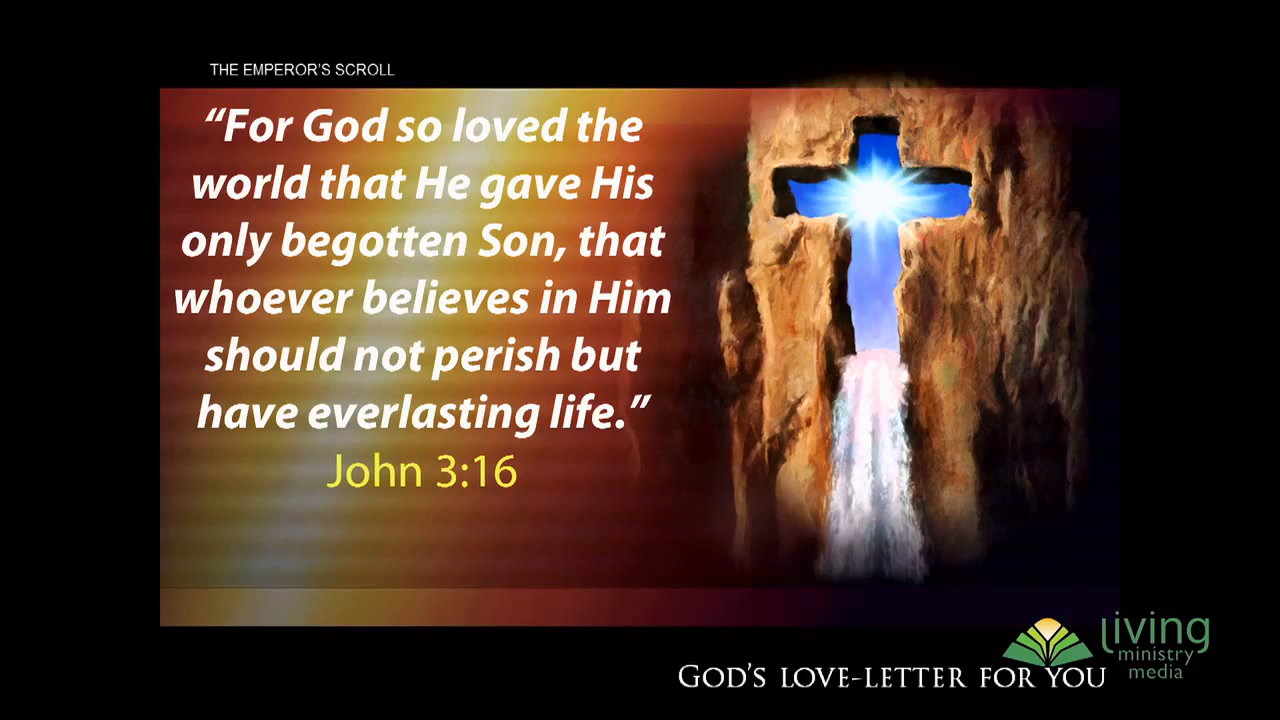 THE EMPEROR'S SCROLL
“For God so loved the
world that He gave His
only begotten Son, that
whoever believes in Him
should not perish but
have everlasting life.”
John 3:16
GOD'S LOVE-LETTER FOR YOU
living
ministry
media